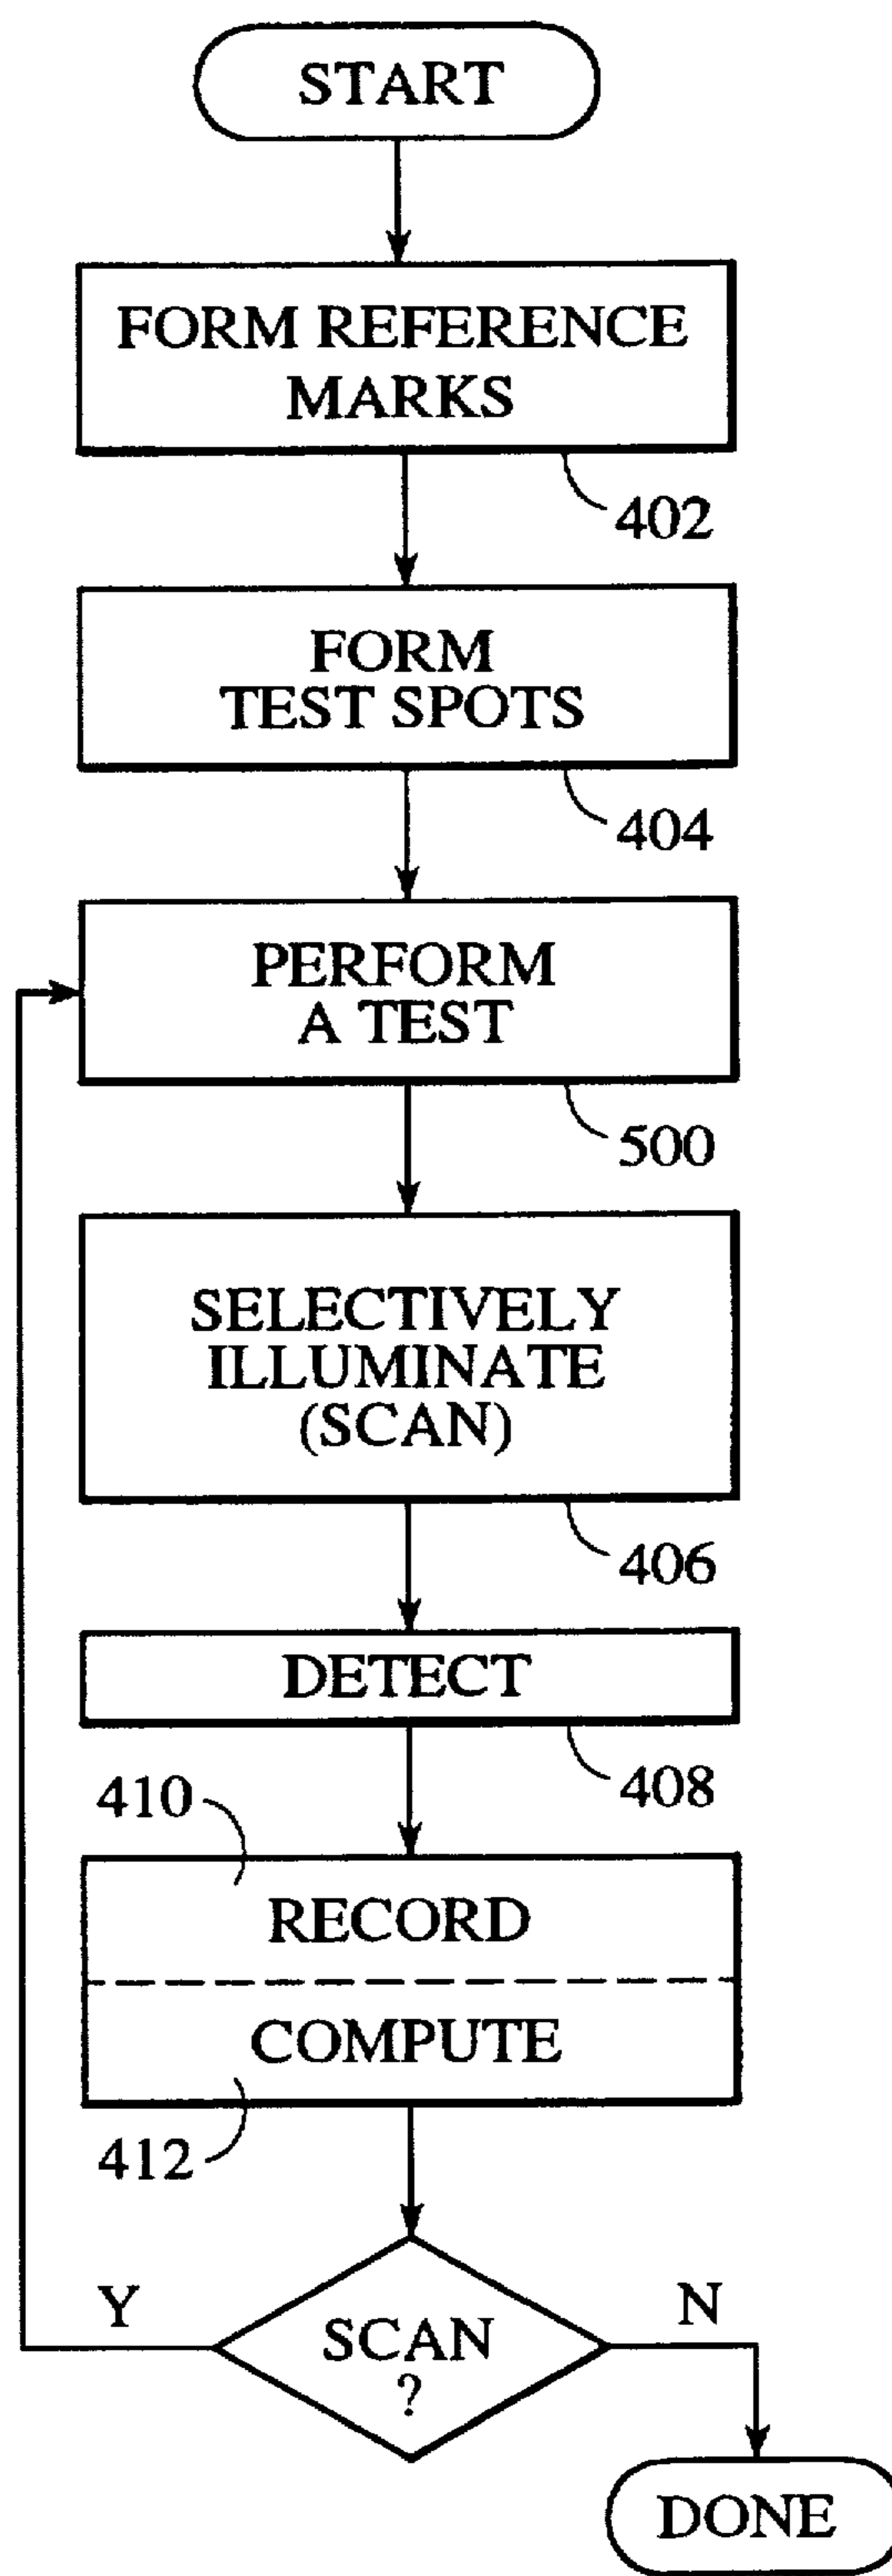 START
FORM REFERENCE
MARKS
402
FORM
TEST SPOTS
404
PERFORM
A TEST
500
SELECTIVELY
ILLUMINATE
(SCAN)
406
DETECT
408
410
RECORD
COMPUTE
412
Y
N
SCAN
?
DONE